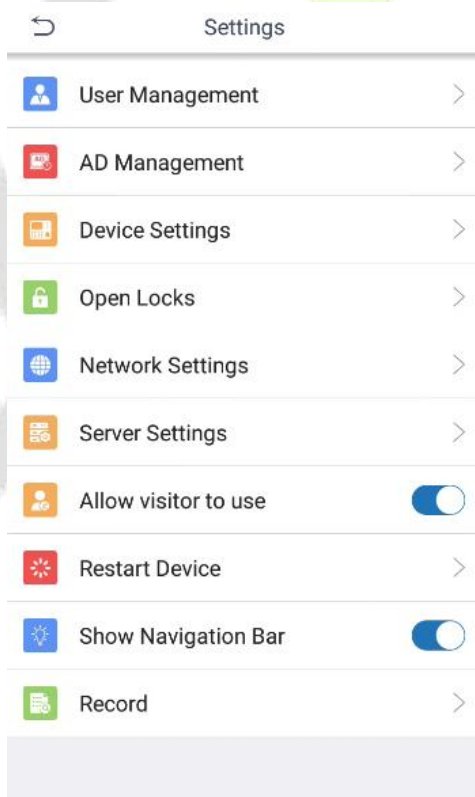 Settings
User Management
AD Management
Device Settings
Open Locks
Network Settings
Server Settings
Allow visitor to use
Restart Device
Show Navigation Bar
Record